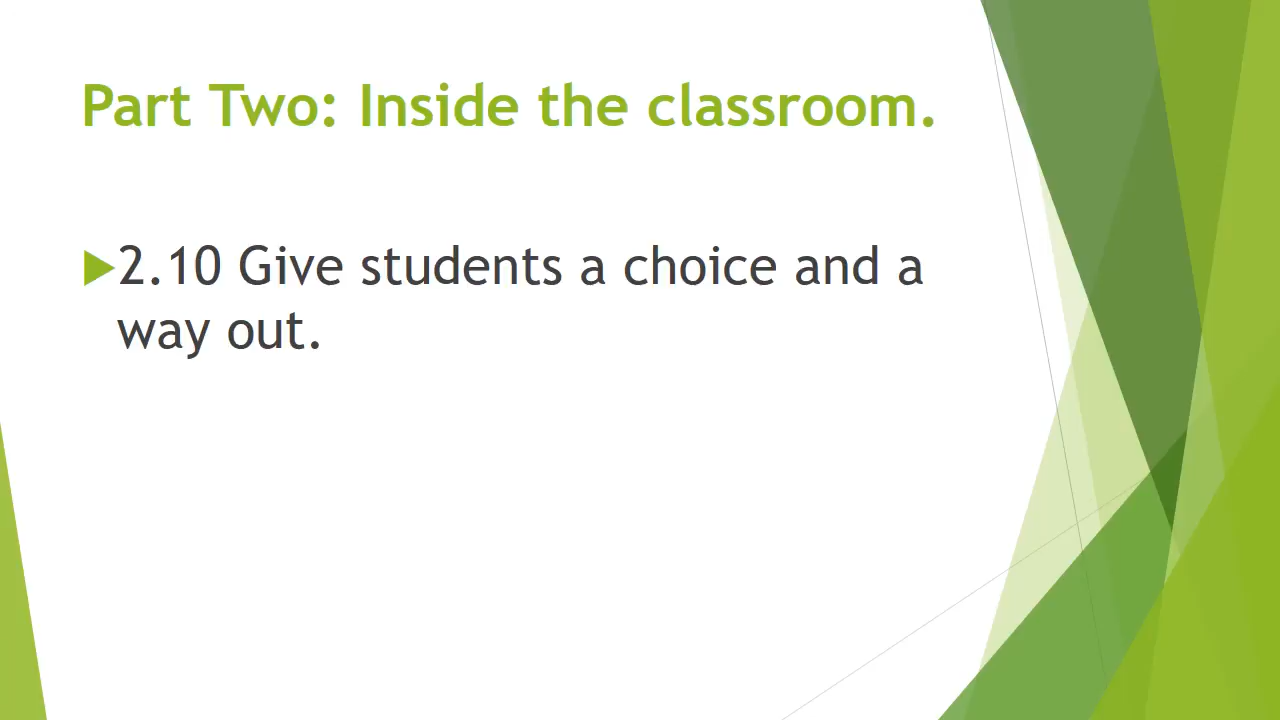 Part Two: Inside the classroom.
2.10 Give students a choice and a
way out.